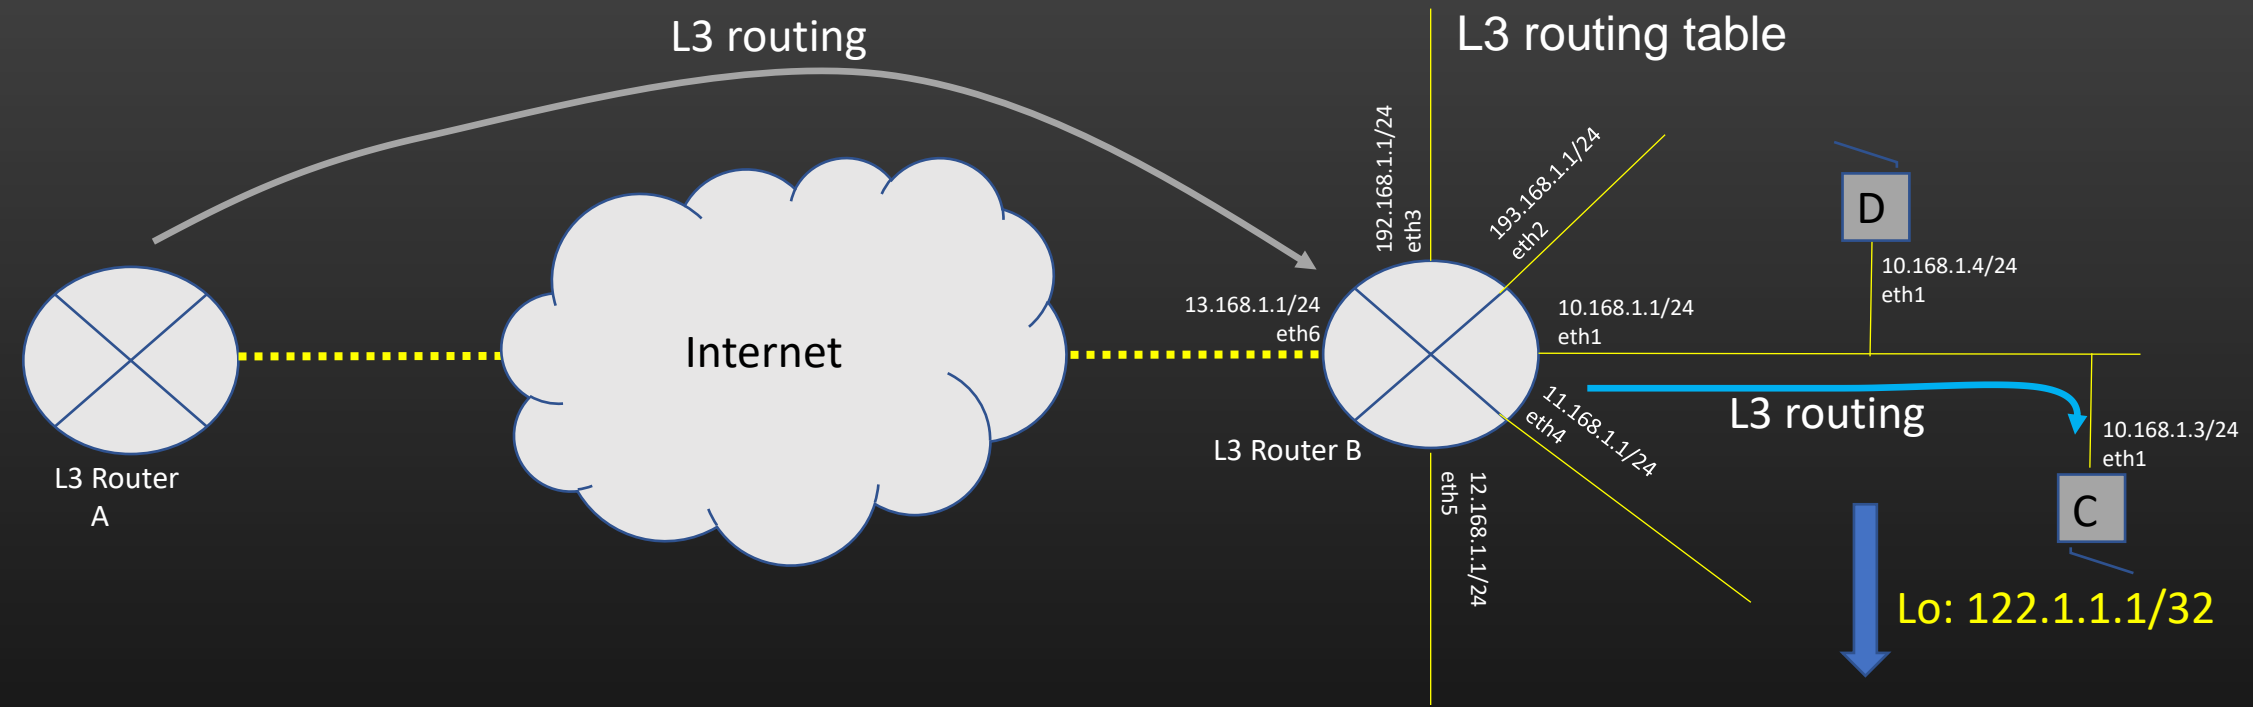 L3 routing
L3 routing table
192.168.1.1/24
eth3
193.168.1.1/24
eth2
D
10.168.1.4/24
eth1
13.168.1.1/24
eth6
10.168.1.1/24
eth1
Internet
11.168.1.1/24
eth4
L3 routing
10.168.1.3/24
eth1
L3 Router B
L3 Router
A
12.168.1.1/24
eth5
C
Lo: 122.1.1.1/32